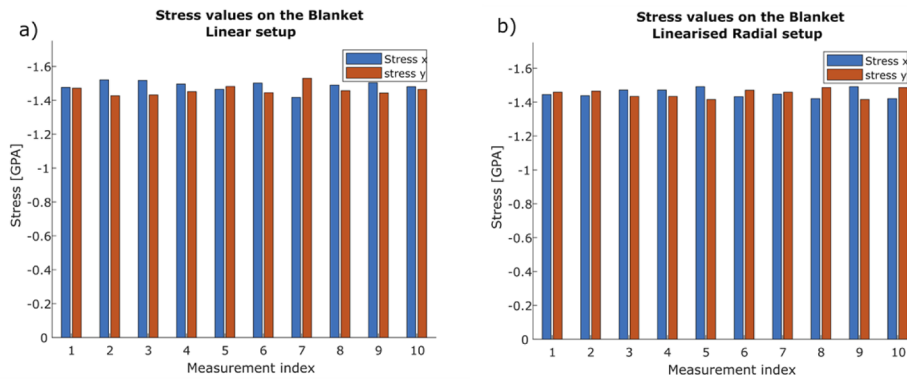 a)
Stress values on the Blanket
Linear setup
Stress x
stress y
-1.6
-1.4
-1.2
-1
-0.8
-0.6
-0.4
-0.2
0
Stress [GPA]
1 2 3 4 5 6 7 8 9 10
Measurement index
b)
Stress values on the Blanket
Linearised Radial setup
Stress x
stress y
-1.6
-1.4
-1.2
-1
-0.8
-0.6
-0.4
-0.2
0
Stress [GPA]
1 2 3 4 5 6 7 8 9 10
Measurement index